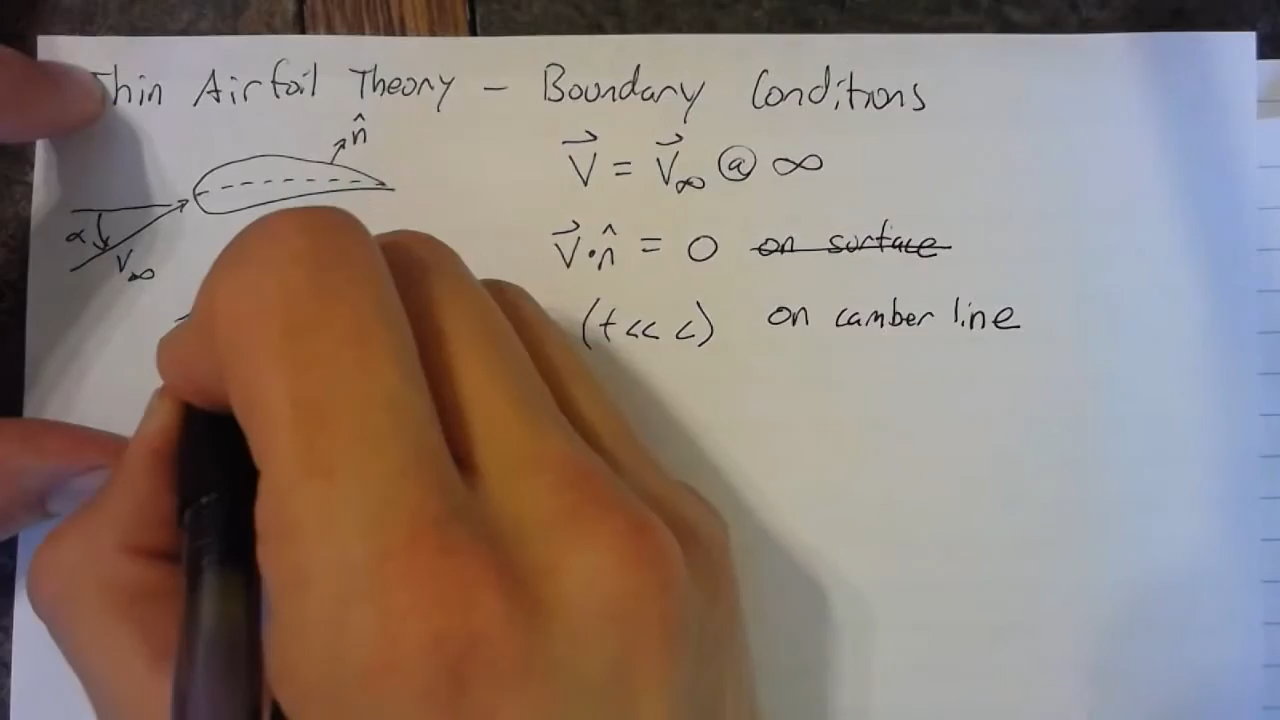 Thin Airfoil Theory - Boundary Conditions
n̂
α
V∞
V⃗ = V⃗∞ @ ∞
V⃗·n̂ = 0 on surface
(t << c) on camber line